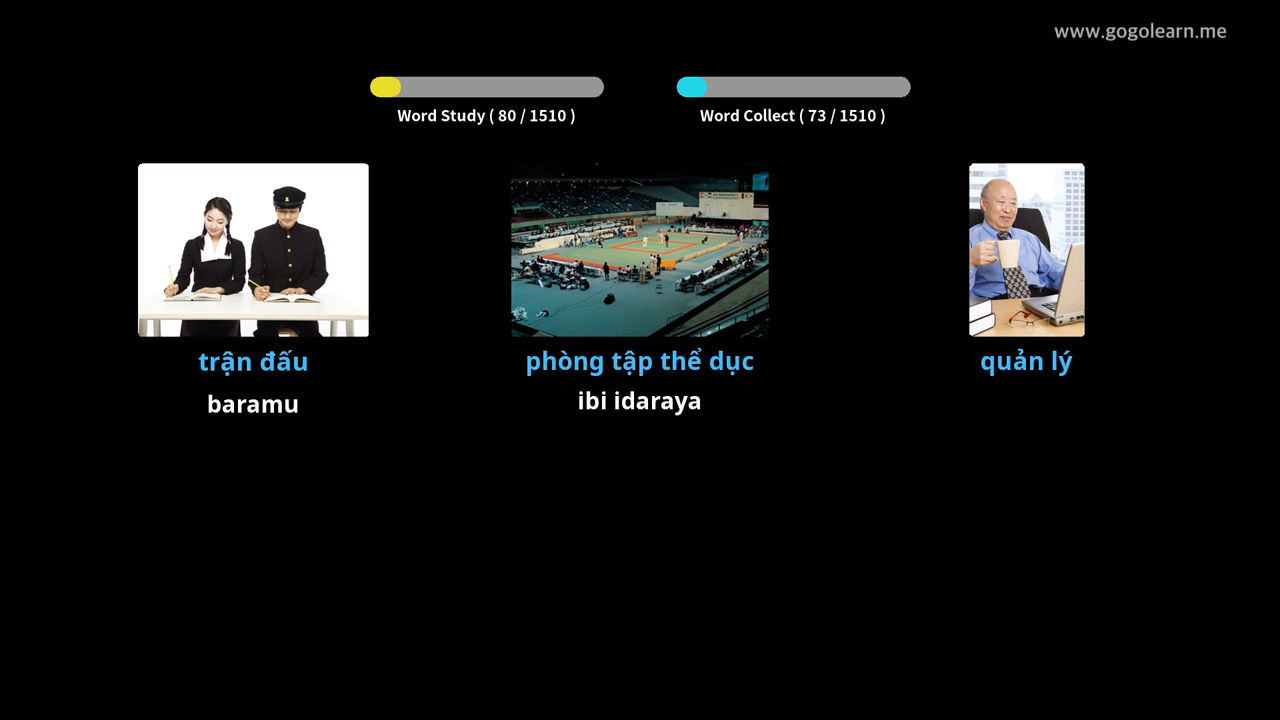 www.gogolearn.me
Word Study ( 80 / 1510 )
Word Collect ( 73 / 1510 )
trận đấu
phòng tập thể dục
quản lý
baramu
ibi idaraya